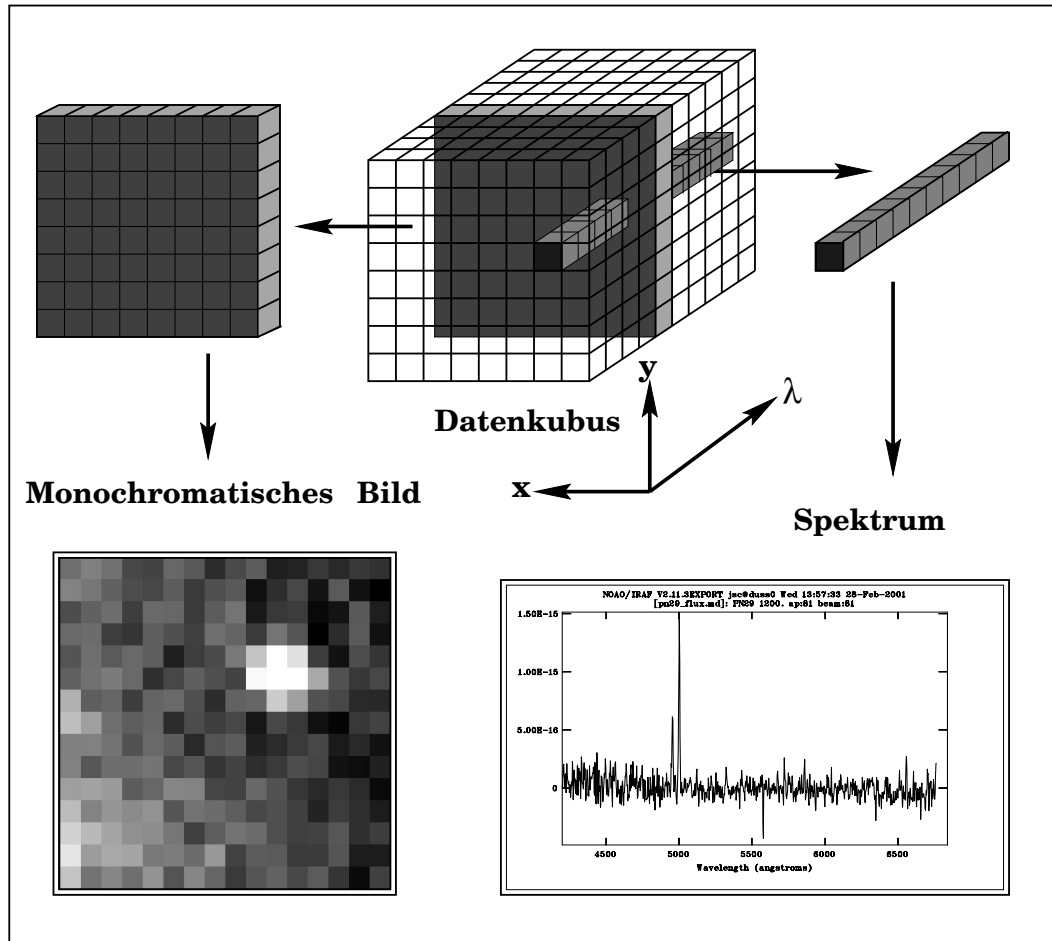 y
λ
Datenkubus
x
Monochromatisches Bild
Spektrum
NOAO/IRAF V2.11.3EXPORT jsc@dusa0 Wed 13:57:33 28-Feb-2001
[pn29_flux.md]: PN29 1200. ap:81 beam:81
1.50E-15
1.00E-15
5.00E-16
0
4500 5000 5500 6000 6500
Wavelength (angstroms)